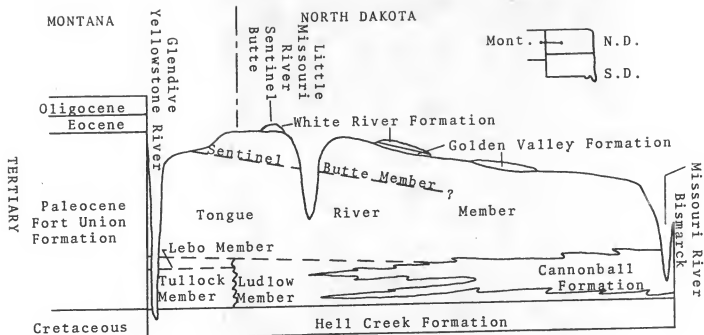 MONTANA
NORTH DAKOTA
Glendive
Yellowstone River
Sentinel
Butte
Little
Missouri
River
Mont.
N.D.
S.D.
Oligocene
Eocene
White River Formation
Golden Valley Formation
Sentinel Butte Member ?
TERTIARY
Paleocene
Fort Union
Formation
Tongue River Member
Missouri River
Bismarck
Lebo Member
Tullock
Member
Ludlow
Member
Cannonball
Formation
Cretaceous
Hell Creek Formation